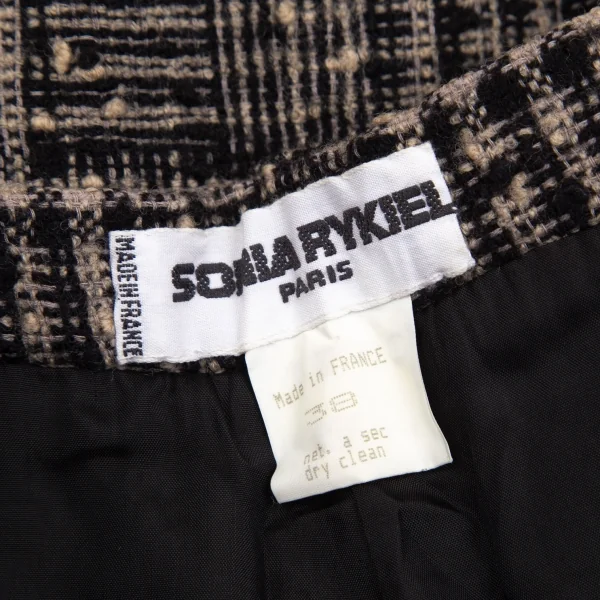 MADE IN FRANCE
SONIA RYKIEL
PARIS
Made in FRANCE
38
net. a sec
dry clean